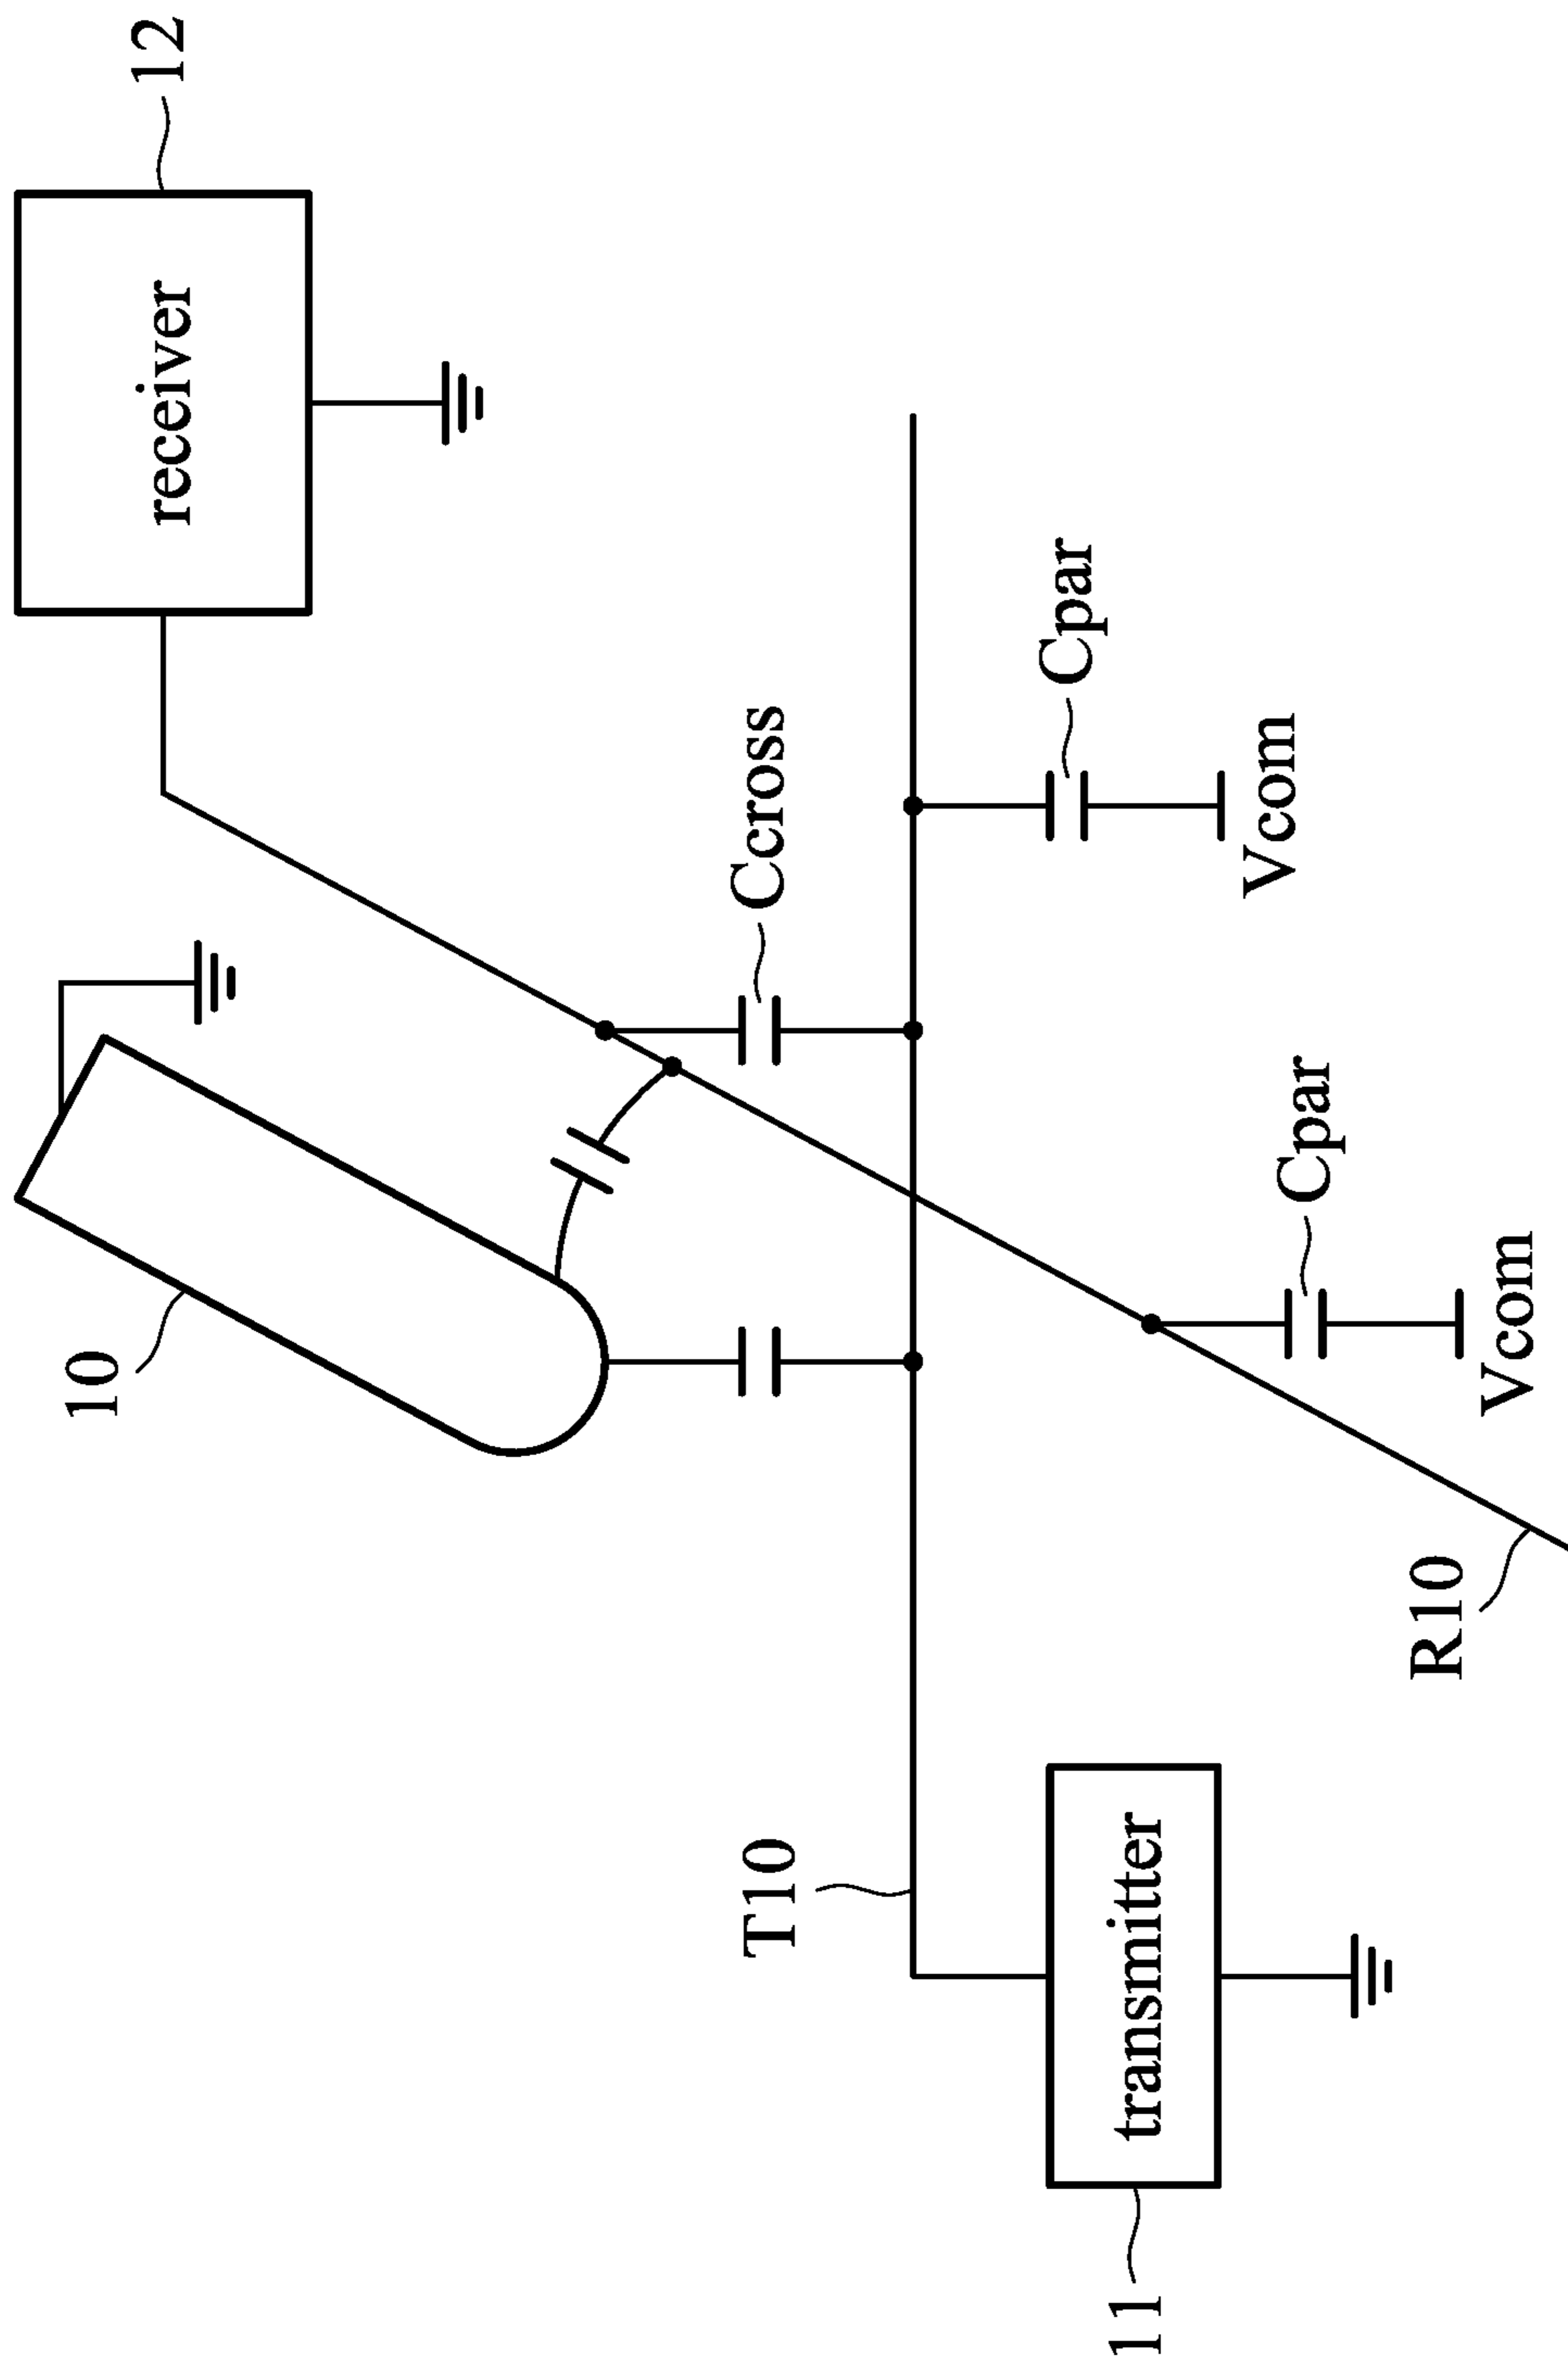 12
receiver
10
Ccross
Cpar
Vcom
Cpar
Vcom
T10
R10
transmitter
11